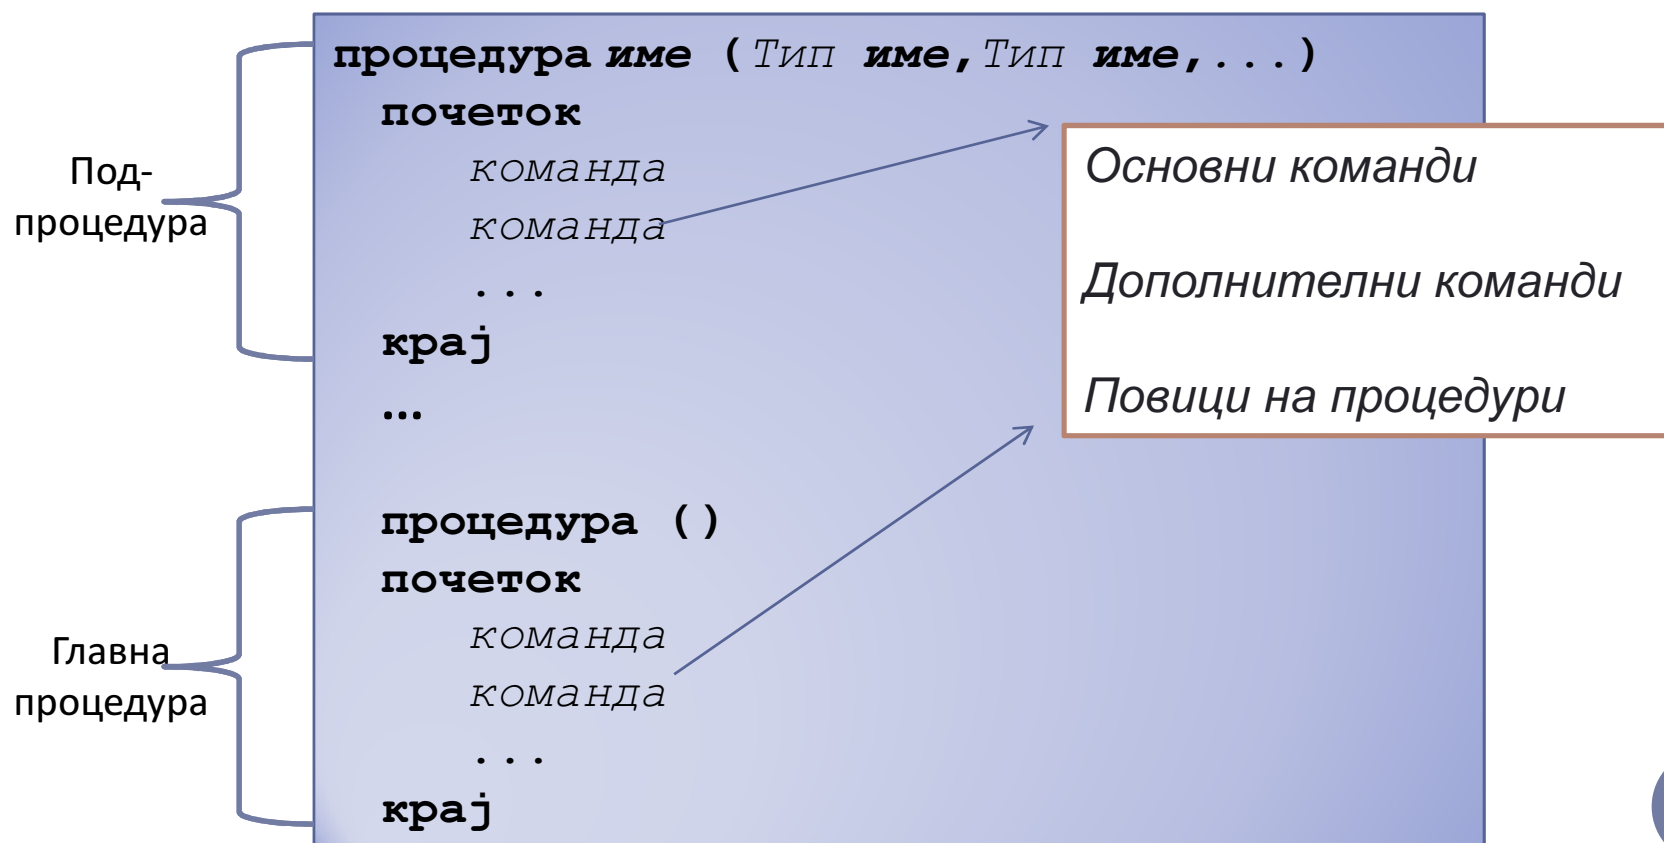 процедура име (Тип име,Тип име,...)
почеток
команда
команда
...
крај
...
процедура ()
почеток
команда
команда
...
крај
Под-
процедура
Главна
процедура
Основни команди
Дополнителни команди
Повици на процедури